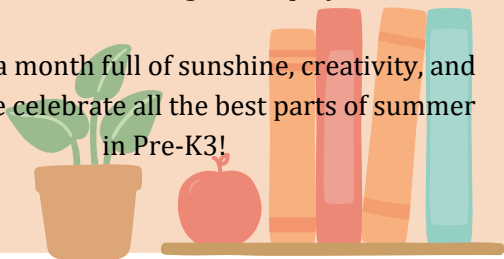 a month full of sunshine, creativity, and
celebrate all the best parts of summer
in Pre-K3!